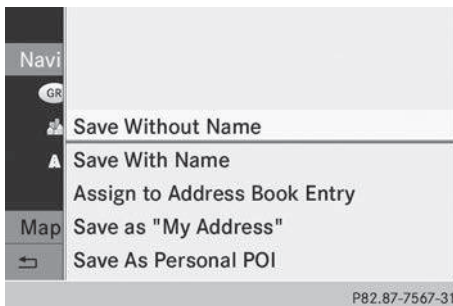 Navi
GR
Save Without Name
A Save With Name
Assign to Address Book Entry
Map Save as "My Address"
Save As Personal POI
P82.87-7567-31